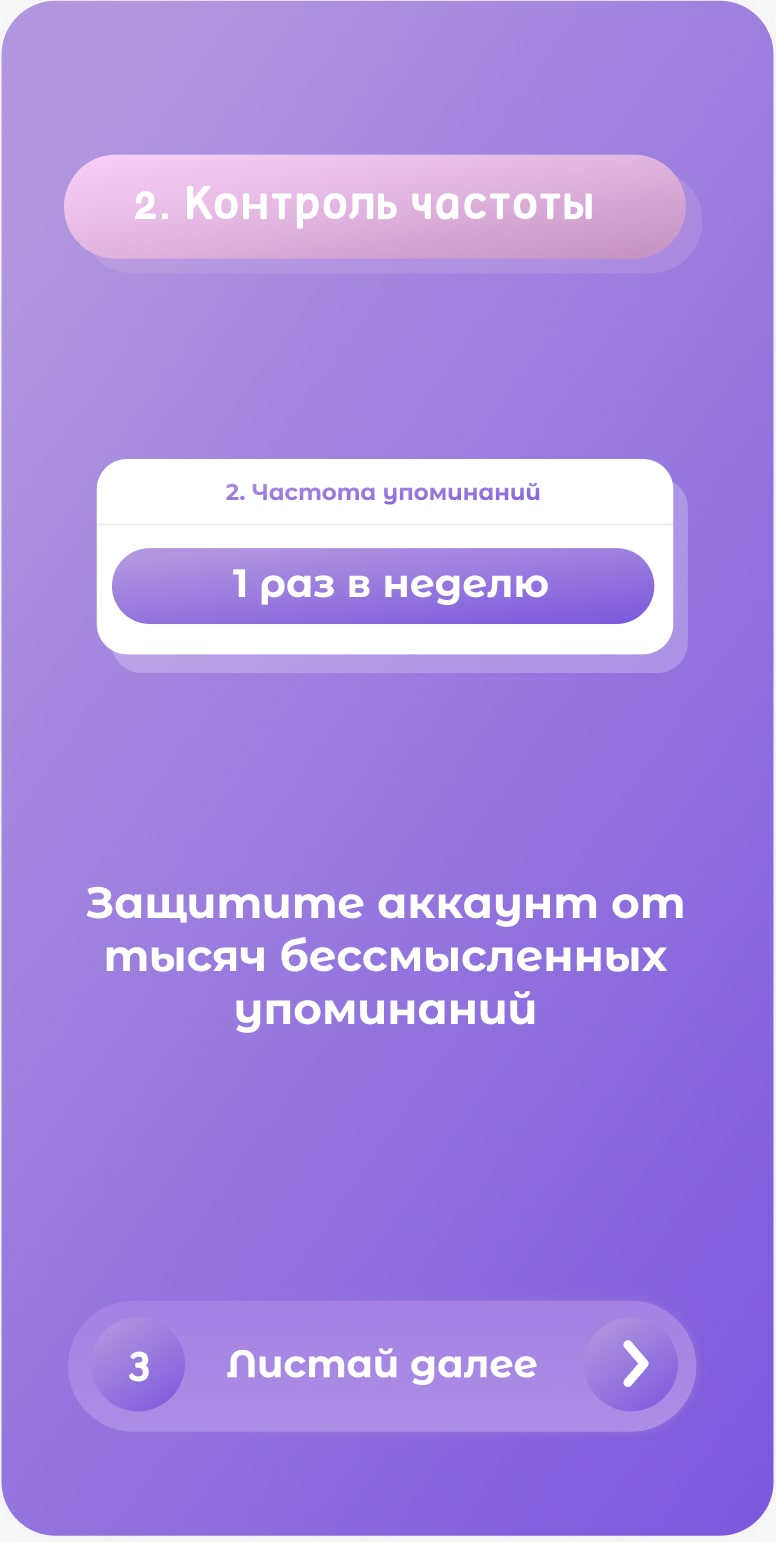 2. Контроль частоты
2. Частота упоминаний
1 раз в неделю
Защитите аккаунт от
тысяч бессмысленных
упоминаний
3 Листай далее